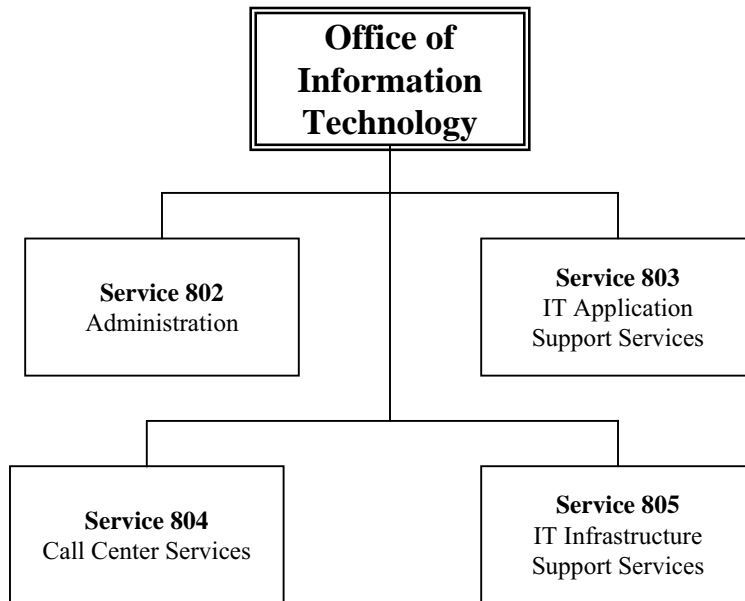 Office of
Information
Technology
Service 802
Administration
Service 803
IT Application
Support Services
Service 804
Call Center Services
Service 805
IT Infrastructure
Support Services